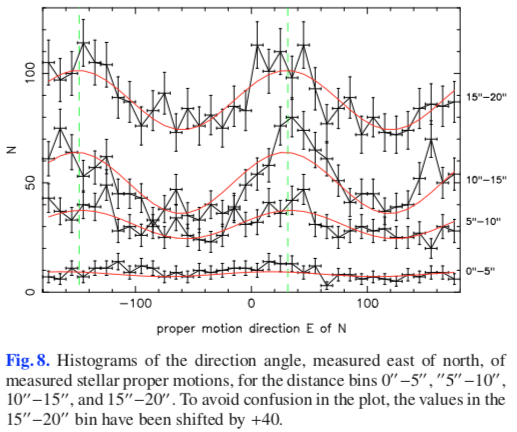 100
15"−20"
N
10"−15"
50
5"−10"
0"−5"
0
−100
0
100
proper motion direction E of N
Fig. 8. Histograms of the direction angle, measured east of north, of
measured stellar proper motions, for the distance bins 0″−5″, "5″−10″,
10″−15″, and 15″−20″. To avoid confusion in the plot, the values in the
15″−20″ bin have been shifted by +40.